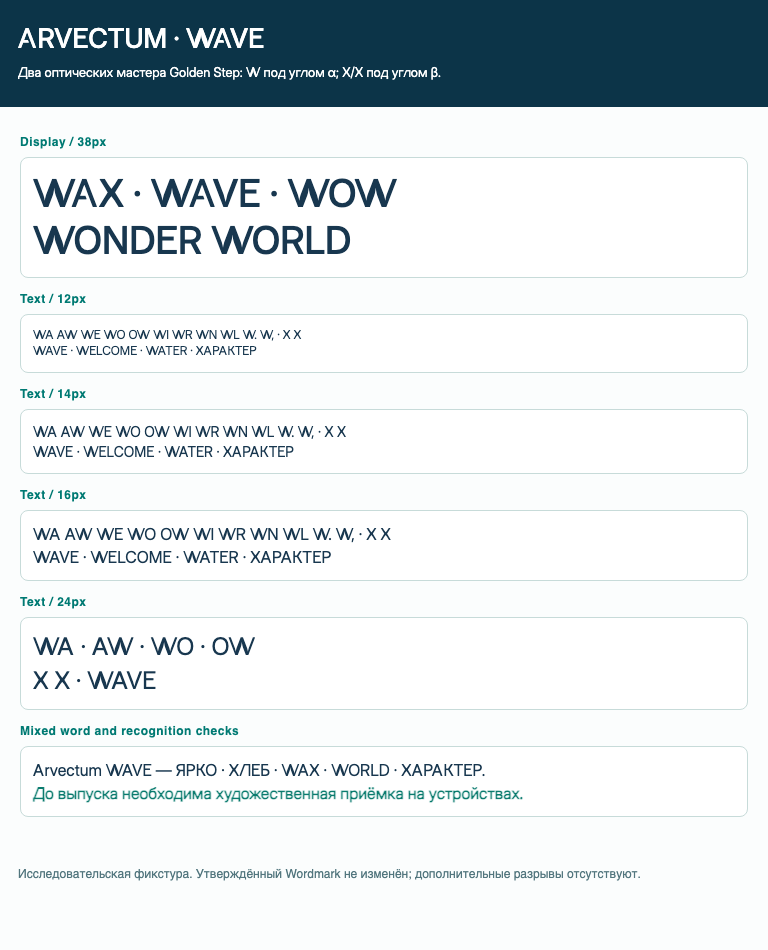 ARVECTUM · WAVE
Два оптических мастера Golden Step: W под углом α; X/Х под углом β.
Display / 38px
WAX · WAVE · WOW
WONDER WORLD
Text / 12px
WA AW WE WO OW WI WR WN WL W. W, · X Х
WAVE · WELCOME · WATER · ХАРАКТЕР
Text / 14px
WA AW WE WO OW WI WR WN WL W. W, · X Х
WAVE · WELCOME · WATER · ХАРАКТЕР
Text / 16px
WA AW WE WO OW WI WR WN WL W. W, · X Х
WAVE · WELCOME · WATER · ХАРАКТЕР
Text / 24px
WA · AW · WO · OW
X Х · WAVE
Mixed word and recognition checks
Arvectum WAVE — ЯРКО · ХЛЕБ · WAX · WORLD · ХАРАКТЕР.
До выпуска необходима художественная приёмка на устройствах.
Исследовательская фикстура. Утверждённый Wordmark не изменён; дополнительные разрывы отсутствуют.